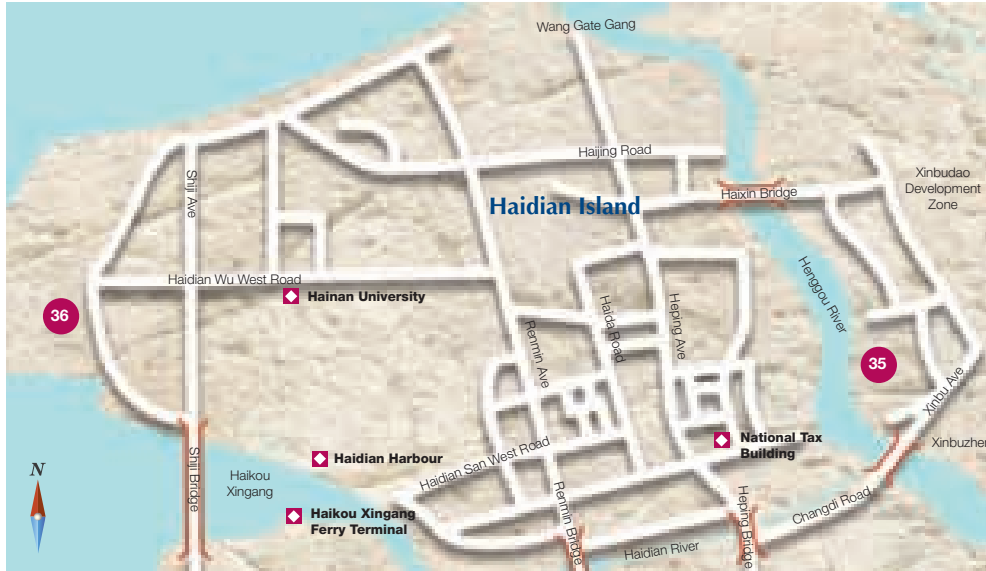 Wang Gate Gang
Haijing Road
Xinbudao
Development
Zone
Shiji Ave
Haixin Bridge
Haidian Island
Henggou River
Haidian Wu West Road
Hainan University
36
Haida Road
Heping Ave
Renmin Ave
35
Xinbu Ave
National Tax
Building
Xinbuzhen
Haidian San West Road
Haidian Harbour
N
Haikou
Xingang
Shiji Bridge
Haikou Xingang
Ferry Terminal
Renmin Bridge
Heping Bridge
Changdi Road
Haidian River